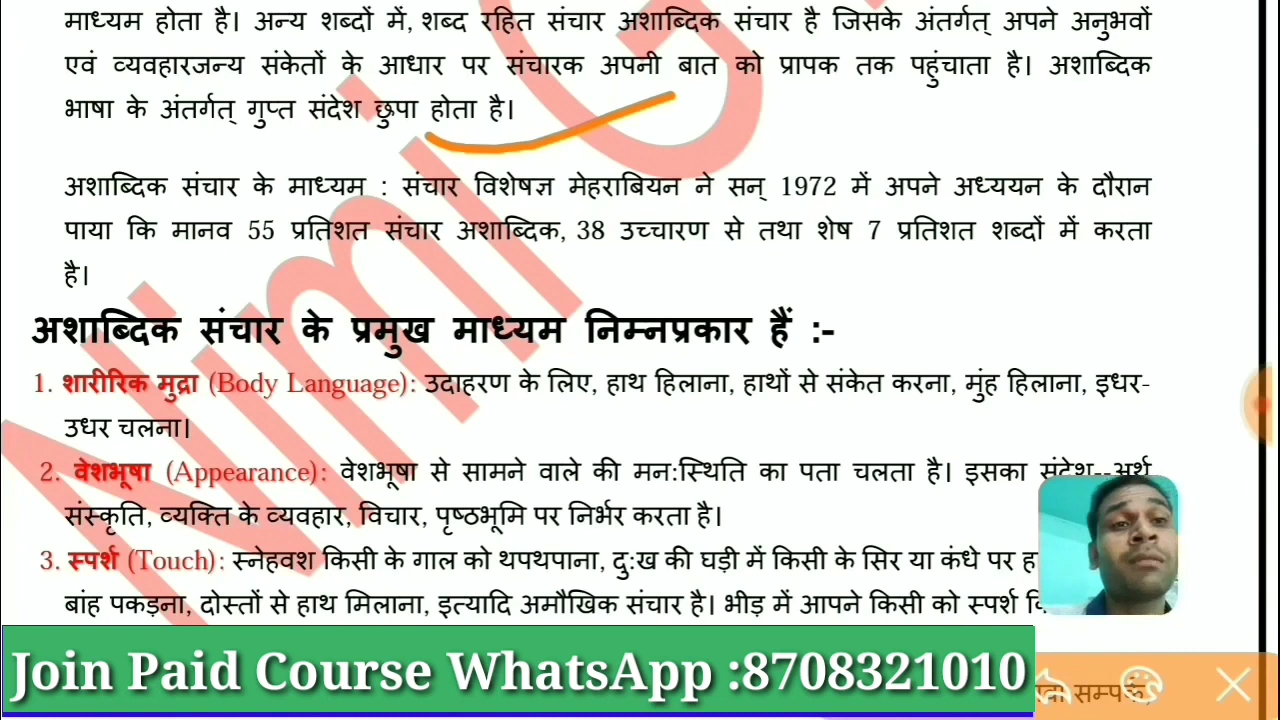 माध्यम होता है। अन्य शब्दों में, शब्द रहित संचार अशाब्दिक संचार है जिसके अंतर्गत् अपने अनुभवों
एवं व्यवहारजन्य संकेतों के आधार पर संचारक अपनी बात को प्रापक तक पहुंचाता है। अशाब्दिक
भाषा के अंतर्गत् गुप्त संदेश छुपा होता है।
अशाब्दिक संचार के माध्यम : संचार विशेषज्ञ मेहराबियन ने सन् 1972 में अपने अध्ययन के दौरान
पाया कि मानव 55 प्रतिशत संचार अशाब्दिक, 38 उच्चारण से तथा शेष 7 प्रतिशत शब्दों में करता
है।
अशाब्दिक संचार के प्रमुख माध्यम निम्नप्रकार हैं :-
1. शारीरिक मुद्रा (Body Language): उदाहरण के लिए, हाथ हिलाना, हाथों से संकेत करना, मुंह हिलाना, इधर-
उधर चलना।
2. वेशभूषा (Appearance): वेशभूषा से सामने वाले की मन:स्थिति का पता चलता है। इसका संदेश--अर्थ
संस्कृति, व्यक्ति के व्यवहार, विचार, पृष्ठभूमि पर निर्भर करता है।
3. स्पर्श (Touch): स्नेहवश किसी के गाल को थपथपाना, दु:ख की घड़ी में किसी के सिर या कंधे पर
बांह पकड़ना, दोस्तों से हाथ मिलाना, इत्यादि अमौखिक संचार है। भीड़ में आपने किसी को स्पर्श
सम्पर्क,
Join Paid Course WhatsApp :8708321010
Nimi G